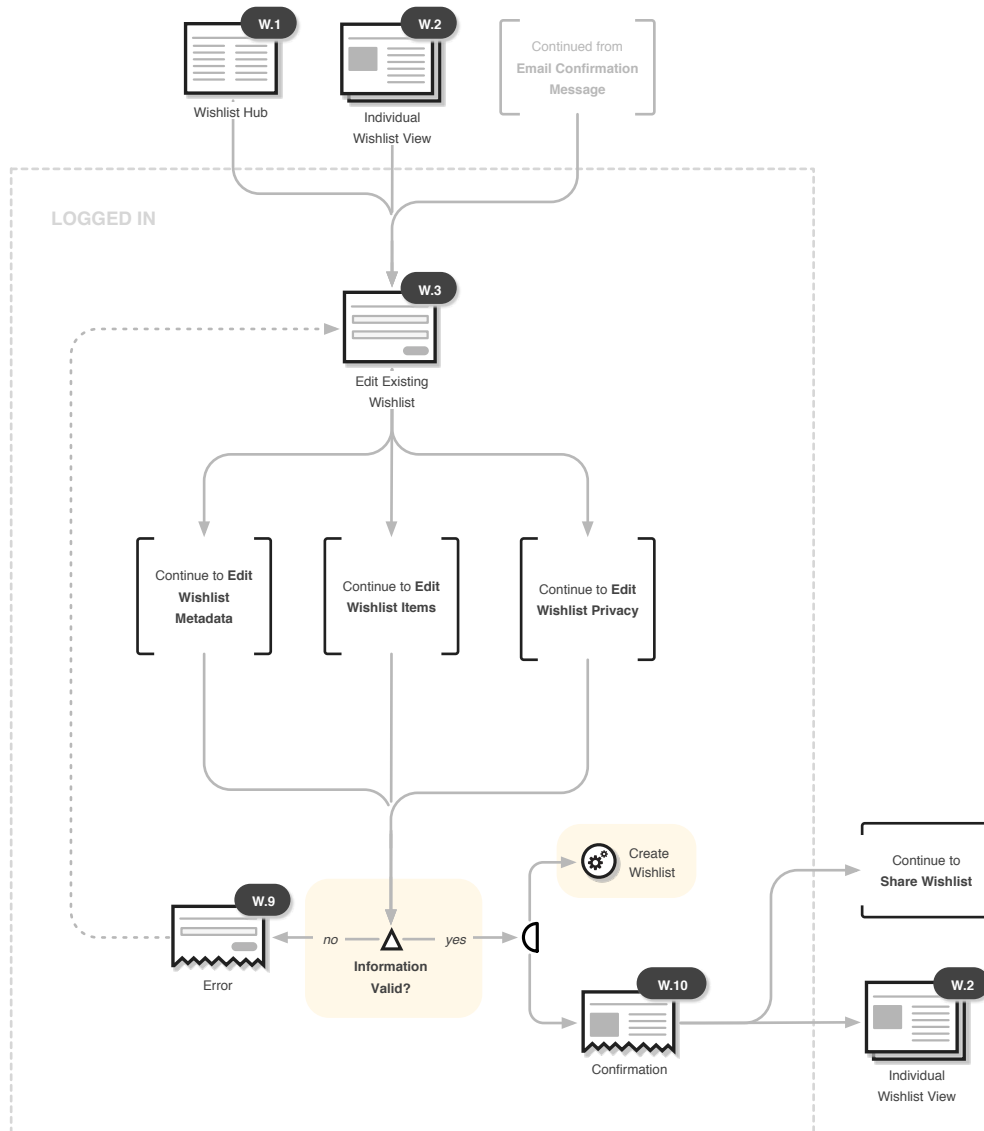 W.1
Wishlist Hub
W.2
Individual
Wishlist View
Continued from
Email Confirmation
Message
LOGGED IN
W.3
Edit Existing
Wishlist
Continue to Edit
Wishlist
Metadata
Continue to Edit
Wishlist Items
Continue to Edit
Wishlist Privacy
Create
Wishlist
Continue to
Share Wishlist
W.9
Error
no
yes
Information
Valid?
W.10
Confirmation
W.2
Individual
Wishlist View